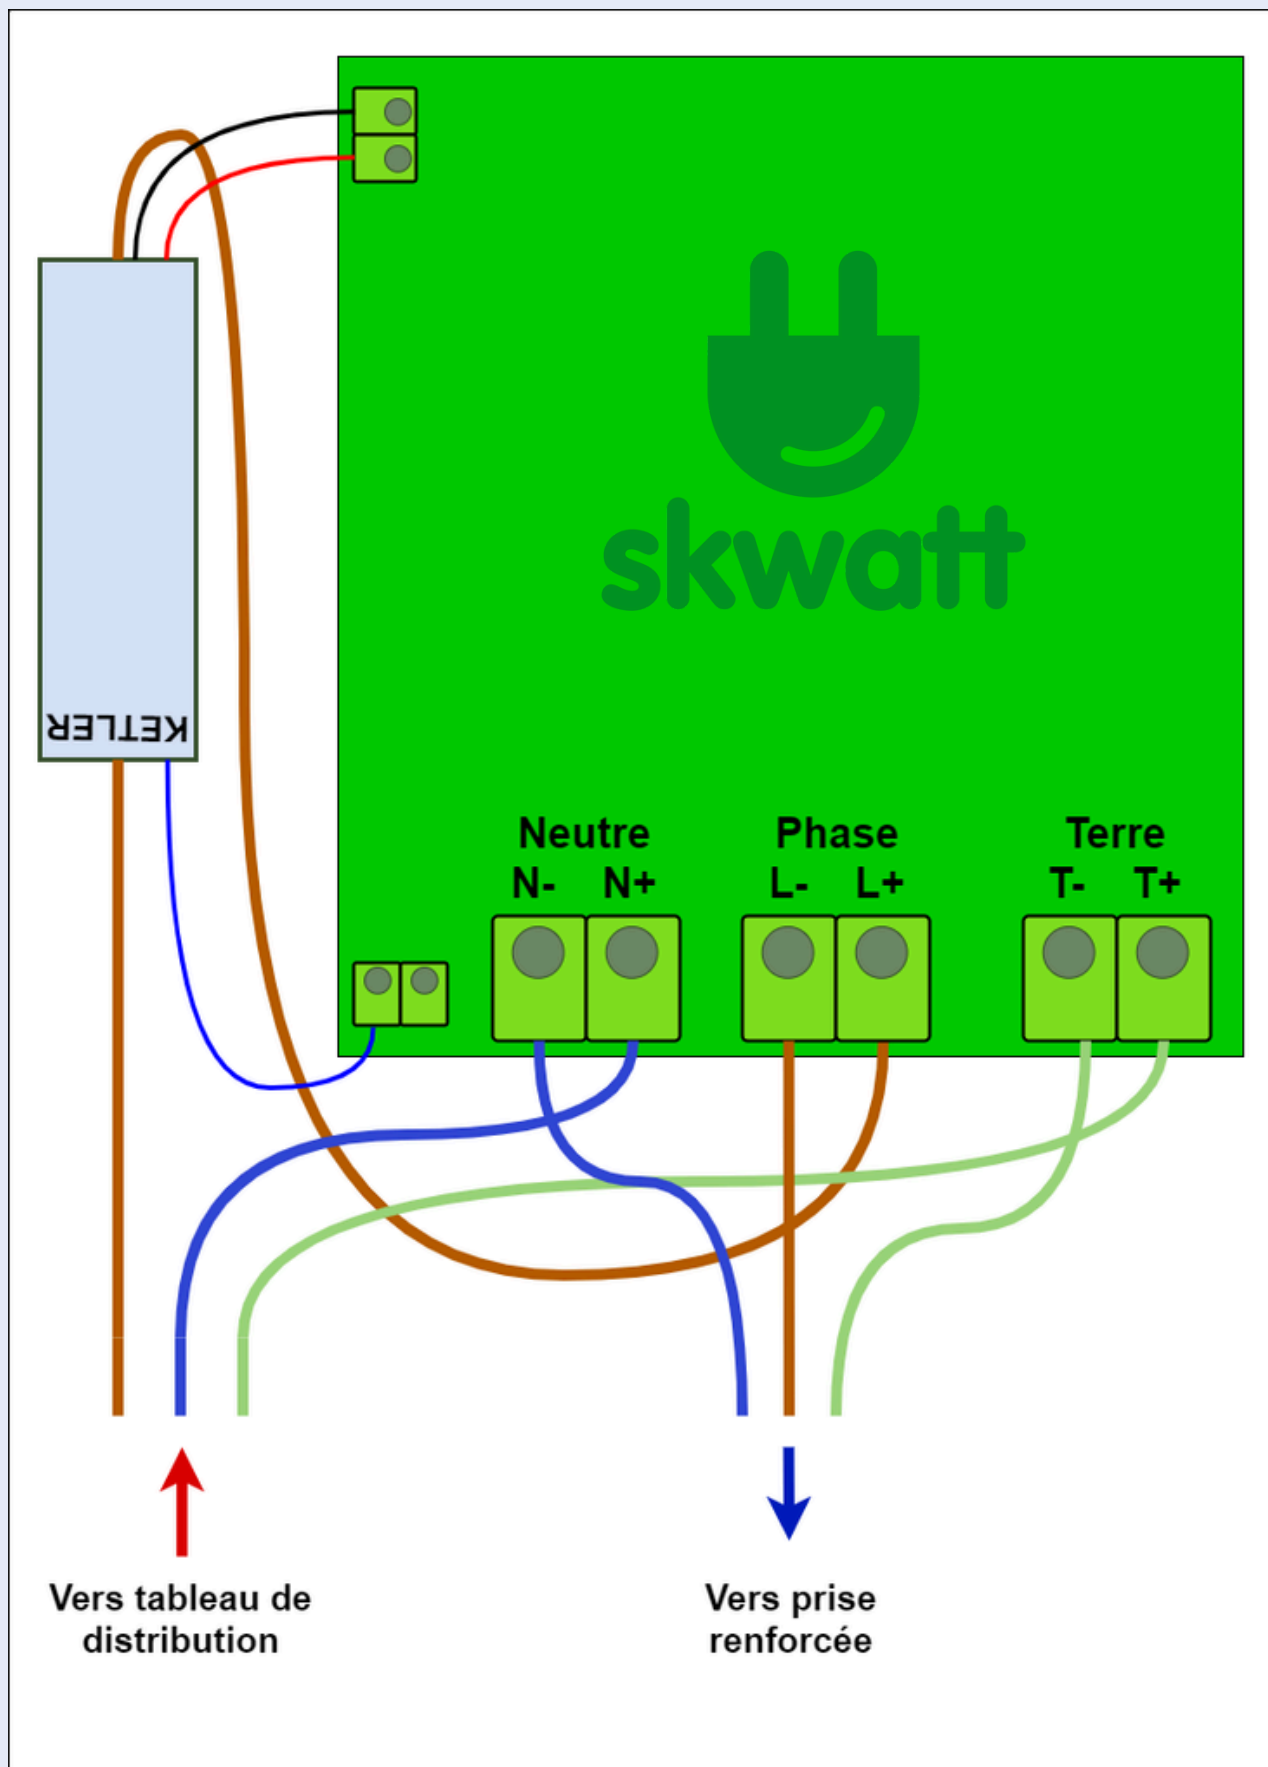 skwatt
KETLER
Neutre Phase Terre
N- N+ L- L+ T- T+
Vers tableau de
distribution
Vers prise
renforcée